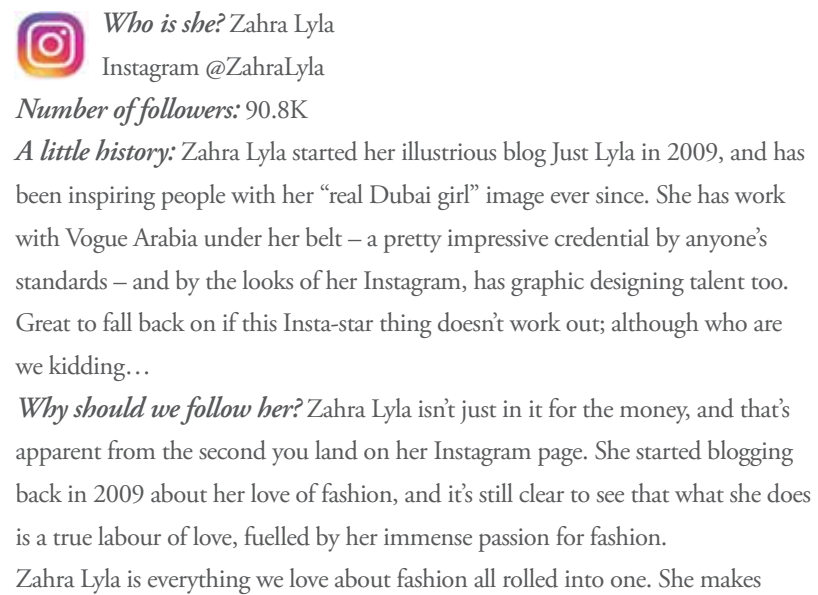 Who is she? Zahra Lyla
Instagram @ZahraLyla
Number of followers: 90.8K
A little history: Zahra Lyla started her illustrious blog Just Lyla in 2009, and has
been inspiring people with her “real Dubai girl” image ever since. She has work
with Vogue Arabia under her belt – a pretty impressive credential by anyone’s
standards – and by the looks of her Instagram, has graphic designing talent too.
Great to fall back on if this Insta-star thing doesn’t work out; although who are
we kidding…
Why should we follow her? Zahra Lyla isn’t just in it for the money, and that’s
apparent from the second you land on her Instagram page. She started blogging
back in 2009 about her love of fashion, and it’s still clear to see that what she does
is a true labour of love, fuelled by her immense passion for fashion.
Zahra Lyla is everything we love about fashion all rolled into one. She makes